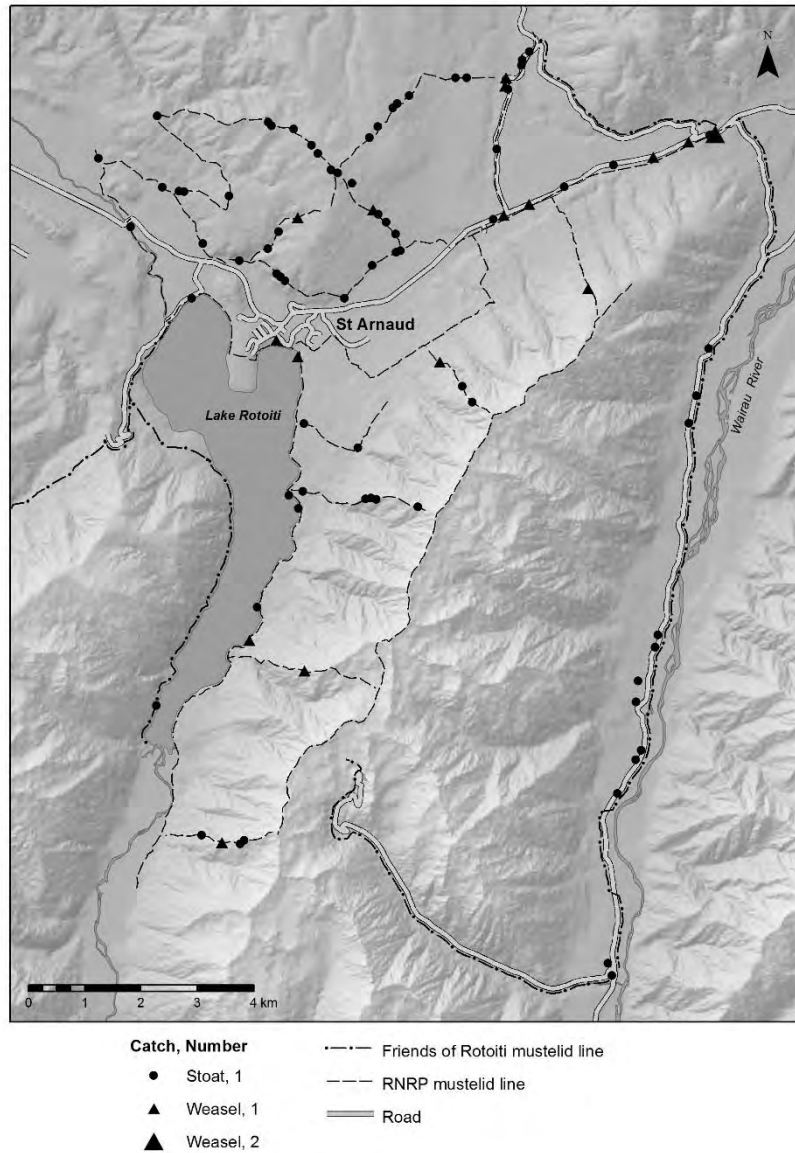 N
St Arnaud
Lake Rotoiti
Wairau River
0 1 2 3 4 km
Catch, Number
Stoat, 1
Weasel, 1
Weasel, 2
Friends of Rotoiti mustelid line
RNRP mustelid line
Road